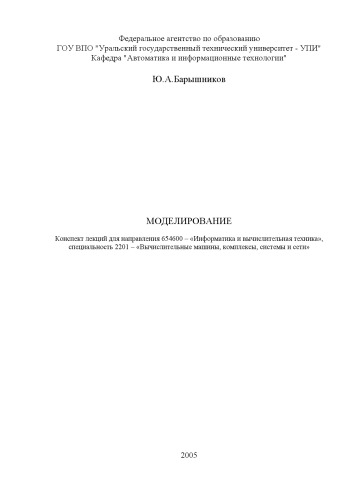 Федеральное агентство по образованию
ГОУ ВПО "Уральский государственный технический университет - УПИ"
Кафедра "Автоматика и информационные технологии"
Ю.А.Барышников
МОДЕЛИРОВАНИЕ
Конспект лекций для направления 654600 – «Информатика и вычислительная техника»,
специальность 2201 – «Вычислительные машины, комплексы, системы и сети»
2005